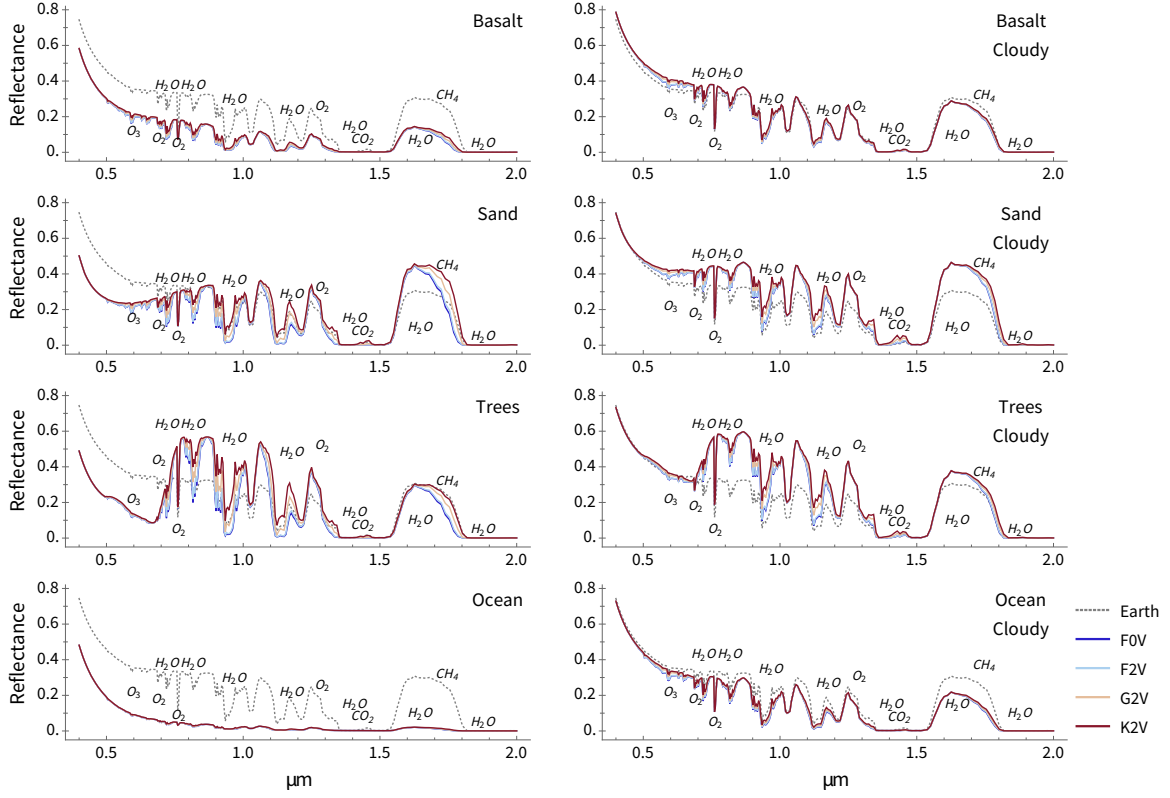 Basalt
Reflectance
0.8
0.6
0.4
0.2
0.
H2O H2O
O3
O2
O2
H2O
H2O
O2
H2O
CO2
CH4
H2O
H2O
0.5 1.0 1.5 2.0
Basalt
Cloudy
0.8
0.6
0.4
0.2
0.
H2O H2O
O2
H2O
H2O
H2O
CO2
CH4
H2O
H2O
0.5 1.0 1.5 2.0
Sand
Reflectance
0.8
0.6
0.4
0.2
0.
H2O H2O
O3
O2
O2
H2O
H2O
O2
H2O
CO2
CH4
H2O
H2O
0.5 1.0 1.5 2.0
Sand
Cloudy
0.8
0.6
0.4
0.2
0.
H2O H2O
O3
O2
O2
H2O
H2O
O2
H2O
CO2
CH4
H2O
H2O
0.5 1.0 1.5 2.0
Trees
Reflectance
0.8
0.6
0.4
0.2
0.
H2O H2O
O2
O3
O2
H2O
H2O
O2
H2O
CO2
CH4
H2O
H2O
0.5 1.0 1.5 2.0
Trees
Cloudy
0.8
0.6
0.4
0.2
0.
H2O H2O
O3
O2
O2
H2O
H2O
O2
H2O
CO2
CH4
H2O
H2O
0.5 1.0 1.5 2.0
Ocean
Reflectance
0.8
0.6
0.4
0.2
0.
H2O H2O
O3
O2
O2
H2O
H2O
O2
H2O
CO2
CH4
H2O
H2O
0.5 1.0 1.5 2.0
μm
Ocean
Cloudy
0.8
0.6
0.4
0.2
0.
H2O H2O
O3
O2
O2
H2O
H2O
O2
H2O
CO2
CH4
H2O
H2O
0.5 1.0 1.5 2.0
μm
Earth
F0V
F2V
G2V
K2V